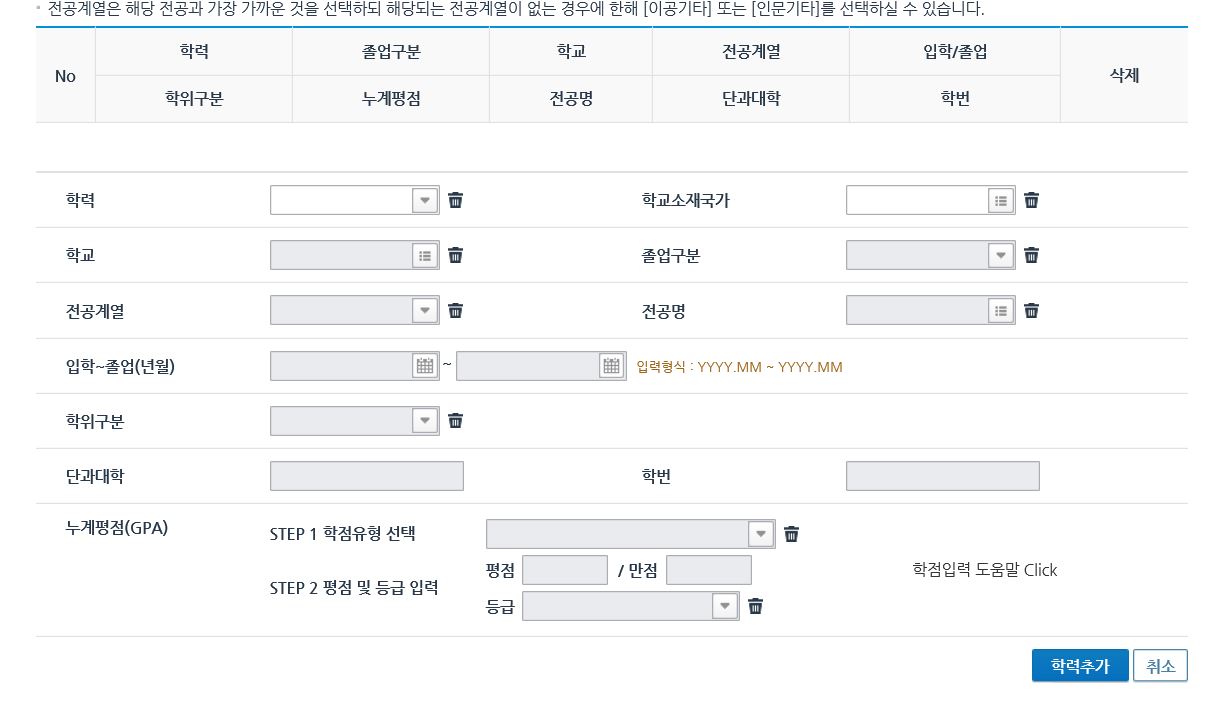 전공계열은 해당 전공과 가장 가까운 것을 선택하되 해당되는 전공계열이 없는 경우에 한해 [이공기타] 또는 [인문기타]를 선택하실 수 있습니다.
No 학력 졸업구분 학교 전공계열 입학/졸업 삭제
학위구분 누계평점 전공명 단과대학 학번
학력 학교소재국가
학교 졸업구분
전공계열 전공명
입학~졸업(년월) ~ 입력형식 : YYYY.MM ~ YYYY.MM
학위구분
단과대학 학번
누계평점(GPA) STEP 1 학점유형 선택
STEP 2 평점 및 등급 입력 평점 / 만점 학점입력 도움말 Click
등급
학력추가 취소